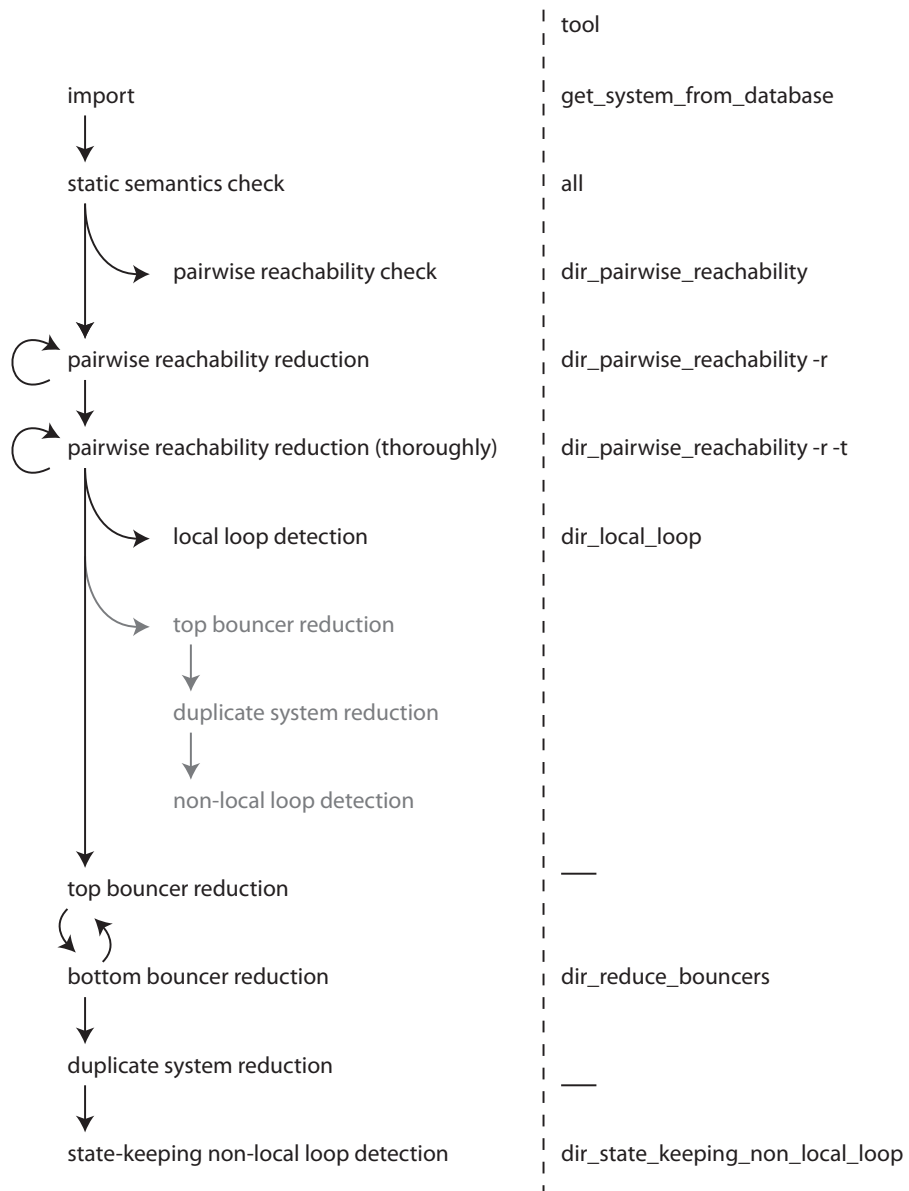 tool
import
get_system_from_database
static semantics check
all
pairwise reachability check
dir_pairwise_reachability
pairwise reachability reduction
dir_pairwise_reachability -r
pairwise reachability reduction (thoroughly)
dir_pairwise_reachability -r -t
local loop detection
dir_local_loop
top bouncer reduction
duplicate system reduction
non-local loop detection
top bouncer reduction
bottom bouncer reduction
dir_reduce_bouncers
duplicate system reduction
state-keeping non-local loop detection
dir_state_keeping_non_local_loop